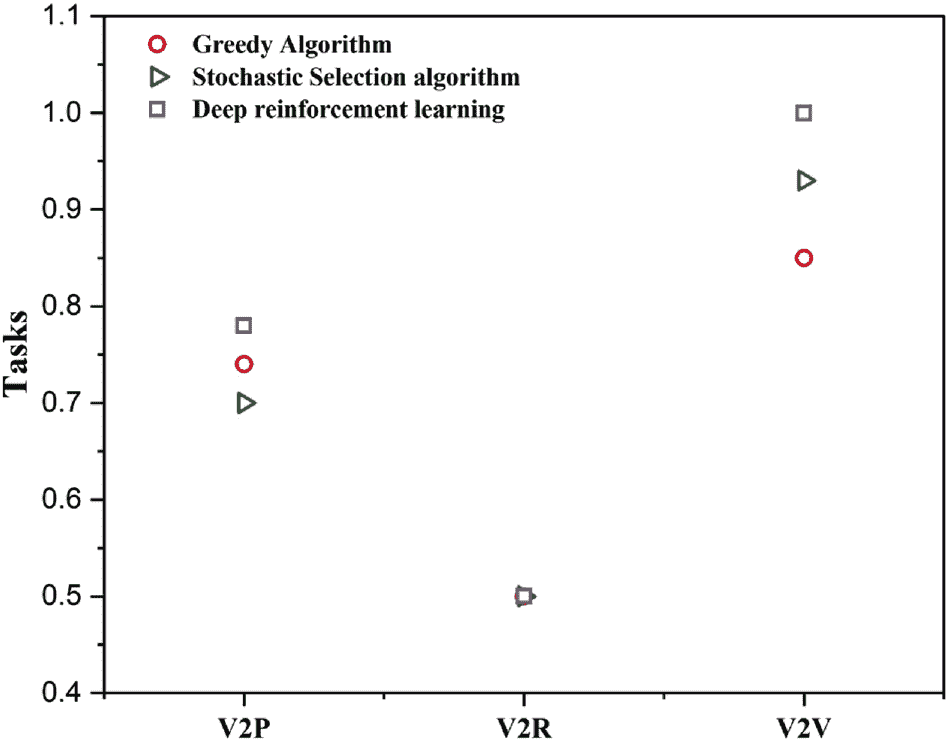 Greedy Algorithm
Stochastic Selection algorithm
Deep reinforcement learning
1.1
1.0
0.9
0.8
0.7
0.6
0.5
0.4
Tasks
V2P V2R V2V